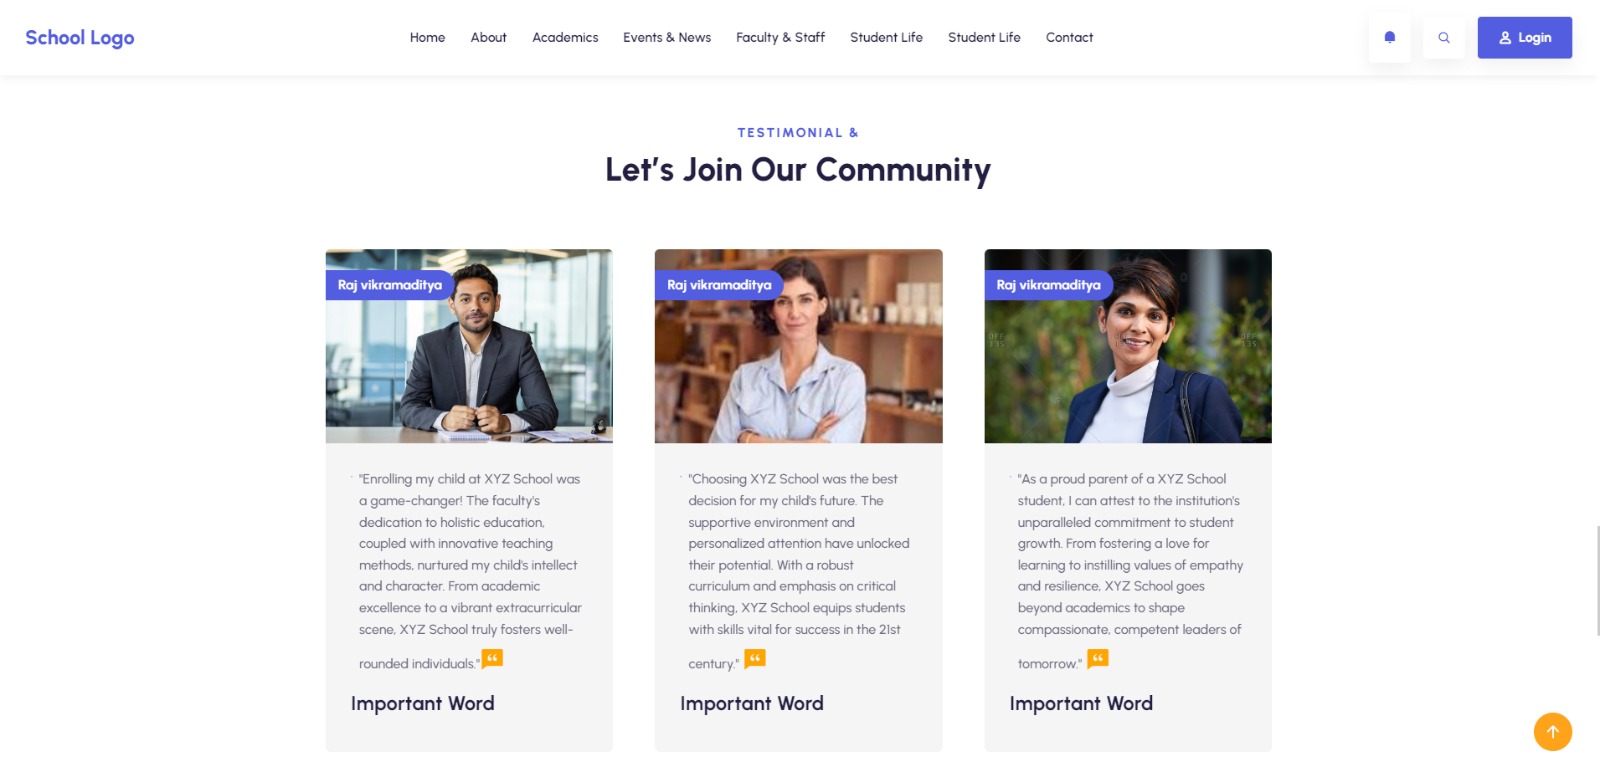 School Logo
Home About Academics Events & News Faculty & Staff Student Life Student Life Contact
Login
TESTIMONIAL &
Let's Join Our Community
Raj vikramaditya
"Enrolling my child at XYZ School was
a game-changer! The faculty's
dedication to holistic education,
coupled with innovative teaching
methods, nurtured my child's intellect
and character. From academic
excellence to a vibrant extracurricular
scene, XYZ School truly fosters well-
rounded individuals."
Important Word
Raj vikramaditya
"Choosing XYZ School was the best
decision for my child's future. The
supportive environment and
personalized attention have unlocked
their potential. With a robust
curriculum and emphasis on critical
thinking, XYZ School equips students
with skills vital for success in the 21st
century."
Important Word
Raj vikramaditya
"As a proud parent of a XYZ School
student, I can attest to the institution's
unparalleled commitment to student
growth. From fostering a love for
learning to instilling values of empathy
and resilience, XYZ School goes
beyond academics to shape
compassionate, competent leaders of
tomorrow."
Important Word